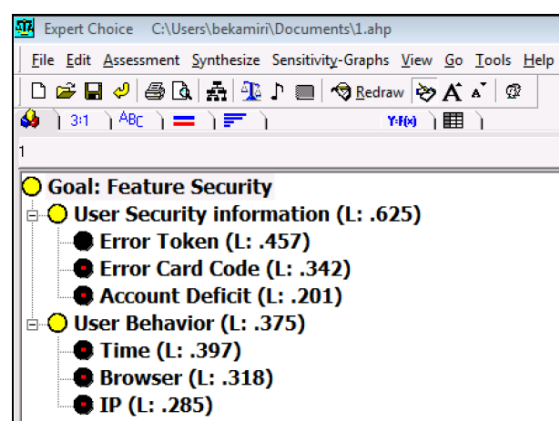 Expert Choice C:\Users\bekamiri\Documents\1.ahp
File Edit Assessment Synthesize Sensitivity-Graphs View Go Tools Help
Redraw A A
3:1 ABC Y=F(x)
1
Goal: Feature Security
User Security information (L: .625)
Error Token (L: .457)
Error Card Code (L: .342)
Account Deficit (L: .201)
User Behavior (L: .375)
Time (L: .397)
Browser (L: .318)
IP (L: .285)